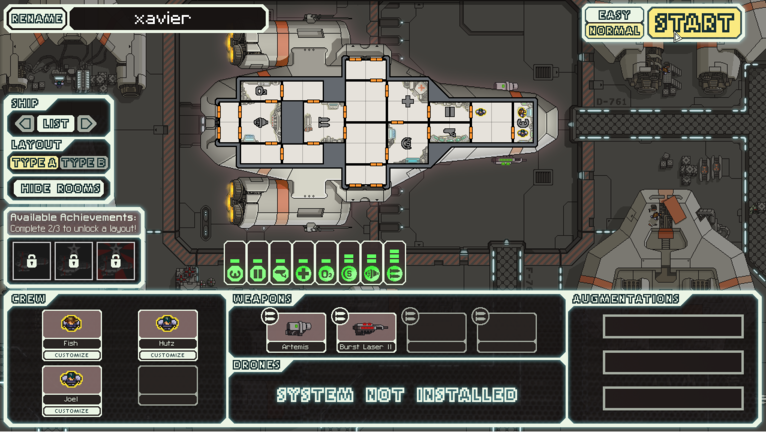 RENAME
xavier
EASY
NORMAL
START
SHIP
LIST
LAYOUT
TYPE A
TYPE B
HIDE ROOMS
Available Achievements:
Complete 2/3 to unlock a layout!
D-761
CREW
Fish
CUSTOMIZE
Hutz
CUSTOMIZE
Joel
CUSTOMIZE
WEAPONS
Artemis
Burst Laser II
DRONES
SYSTEM NOT INSTALLED
AUGMENTATIONS